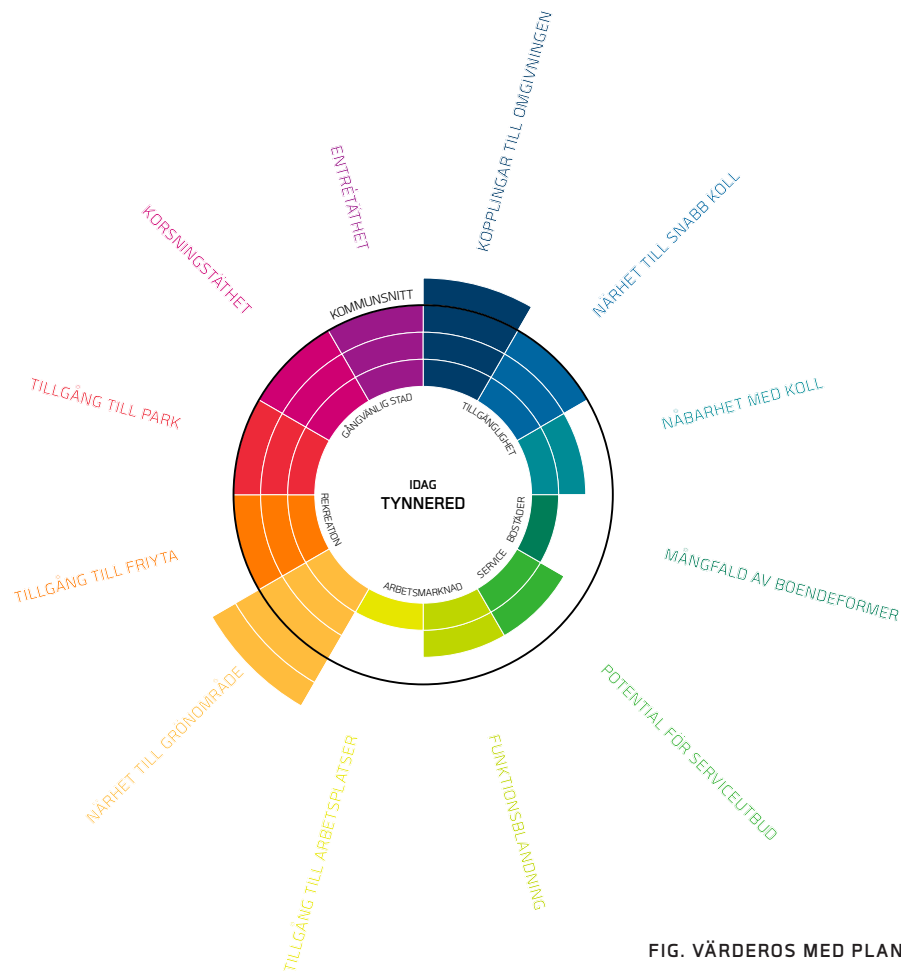 KOPPLINGAR TILL OMGIVNINGEN
NÄRHET TILL SNABB KOLL
NÅBARHET MED KOLL
MÅNGFALD AV BOENDEFORMER
POTENTIAL FÖR SERVICEUTBUD
FUNKTIONSBLANDNING
TILLGÅNG TILL ARBETSPLATSER
NÄRHET TILL GRÖNOMRÅDE
TILLGÅNG TILL FRIYTA
TILLGÅNG TILL PARK
KORSNINGSTÄTHET
ENTRÉTÄTHET
KOMMUNSNITT
GÅNGVÄNLIG STAD
TILLGÄNGLIGHET
BOSTÄDER
SERVICE
ARBETSMARKNAD
REKREATION
IDAG
TYNNERED
FIG. VÄRDEROS MED PLAN